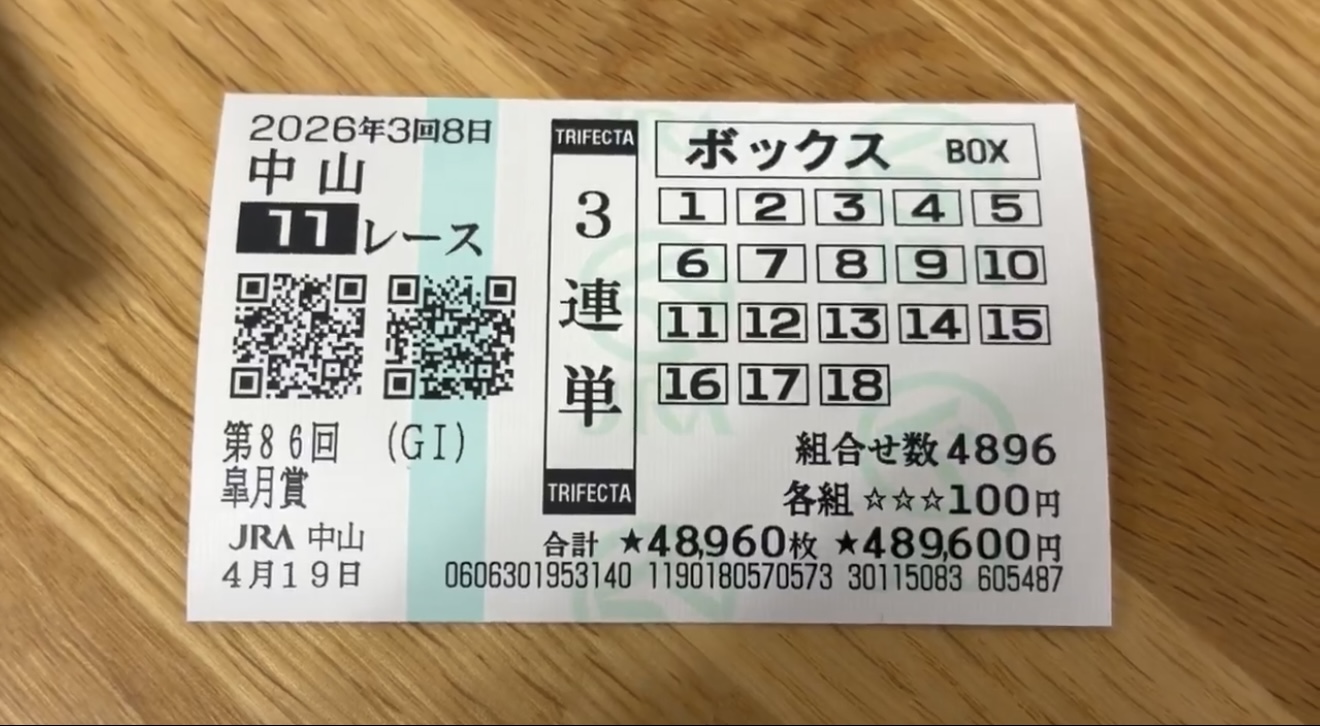 2026年3回8日
中山
11レース
第86回 (GI)
皐月賞
JRA 中山
4月19日
TRIFECTA
3連単
TRIFECTA
ボックス BOX
1 2 3 4 5
6 7 8 9 10
11 12 13 14 15
16 17 18
組合せ数 4896
各組 ☆☆☆100円
合計 ★48,960枚 ★489,600円
0606301953140 1190180570573 30115083 605487